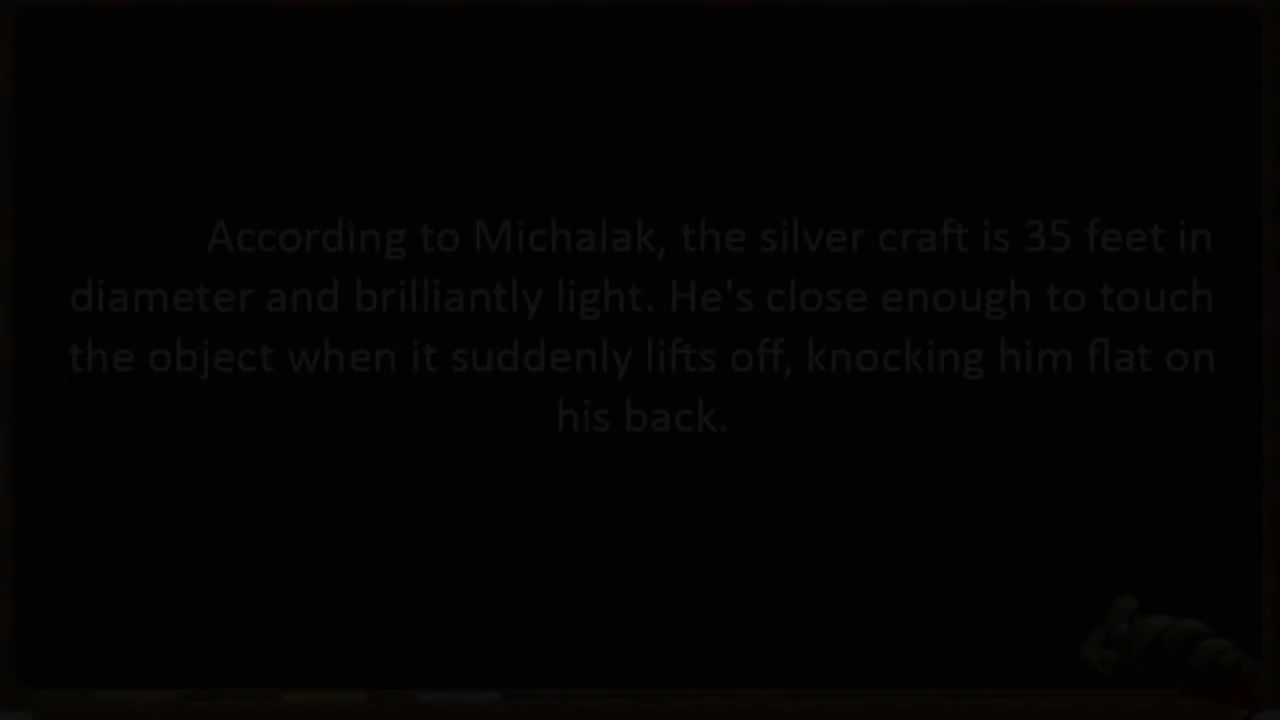 According to Michalak, the silver craft is 35 feet in
diameter and brilliantly light. He's close enough to touch
the object when it suddenly lifts off, knocking him flat on
his back.